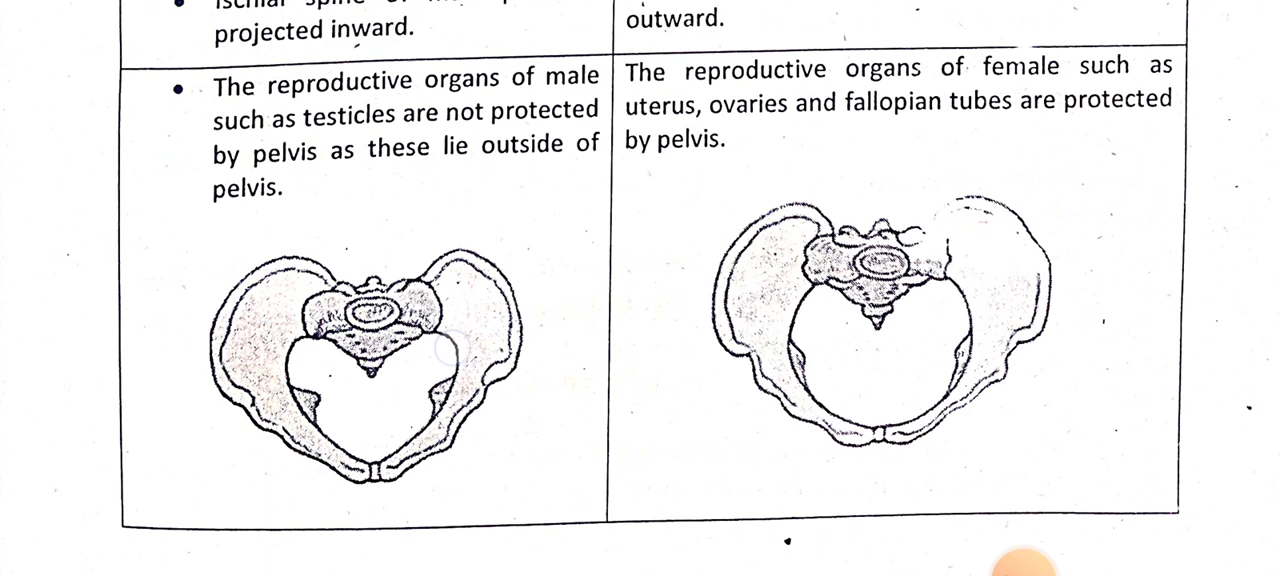 projected inward.
outward.
• The reproductive organs of male
such as testicles are not protected
by pelvis as these lie outside of
pelvis.
The reproductive organs of female such as
uterus, ovaries and fallopian tubes are protected
by pelvis.